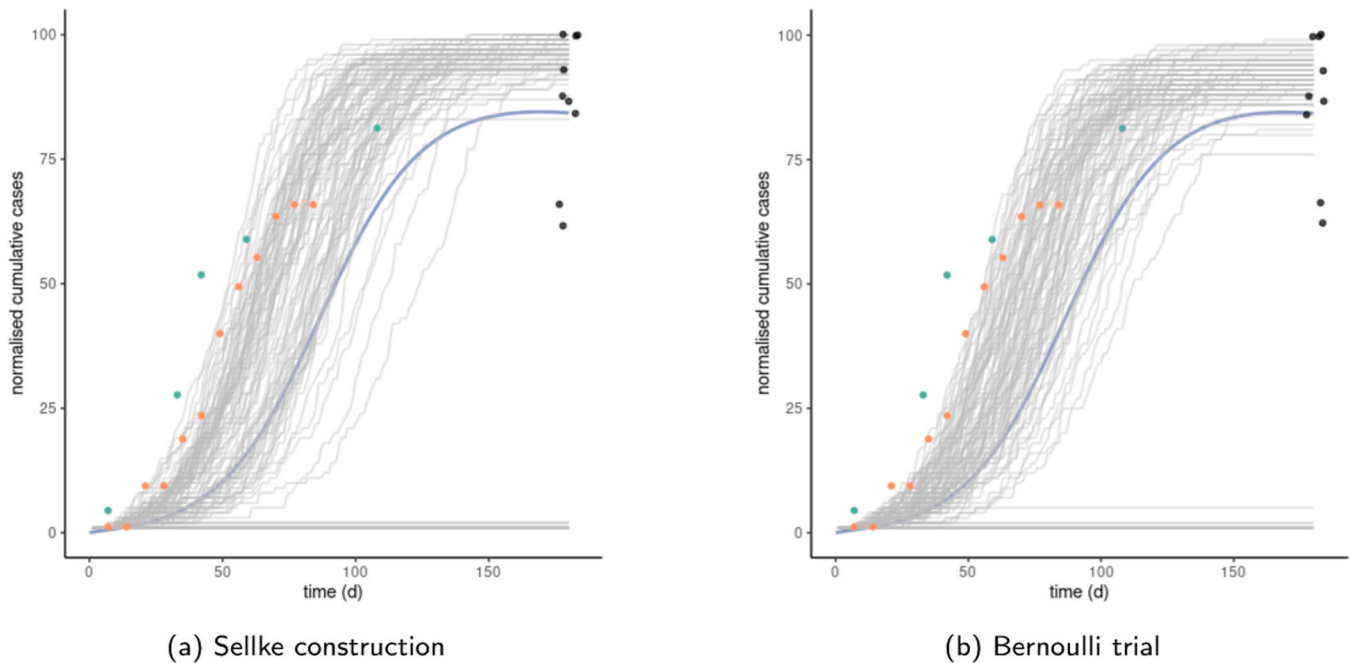 100
75
50
25
0
normalised cumulative cases
0 50 100 150
time (d)
(a) Sellke construction
100
75
50
25
0
normalised cumulative cases
0 50 100 150
time (d)
(b) Bernoulli trial